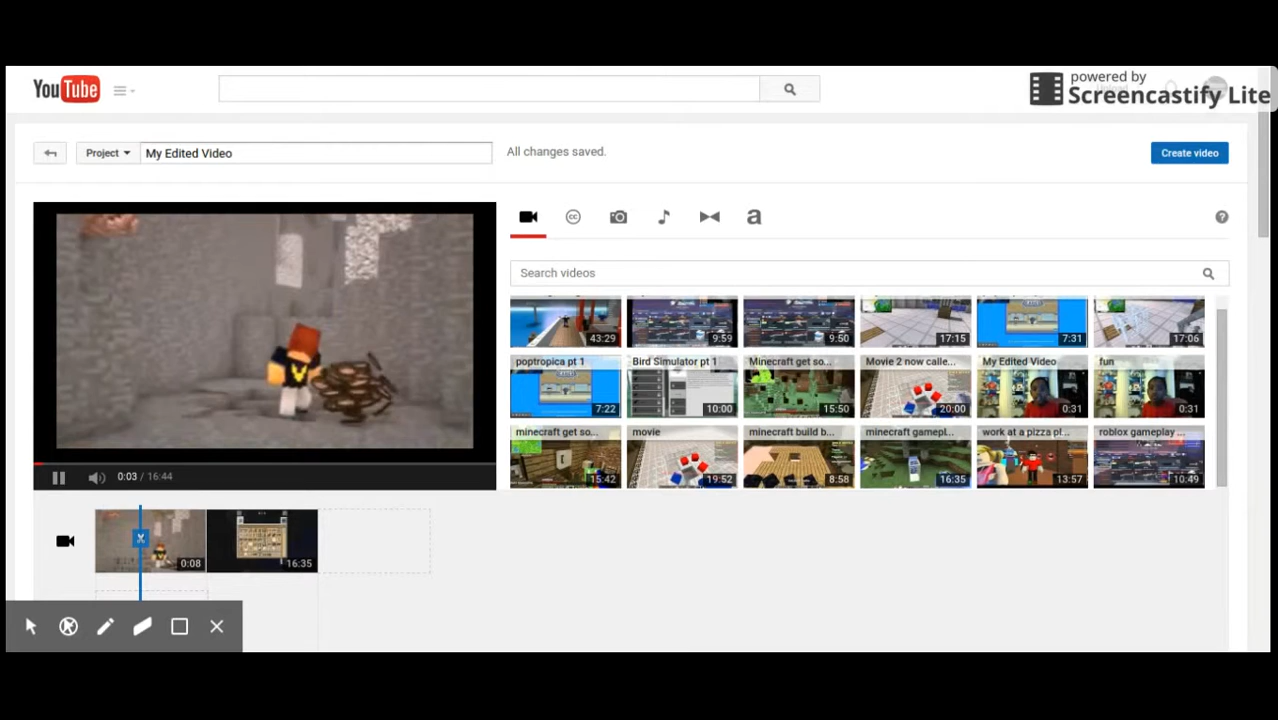 YouTube
powered by
Screencastify Lite
Project
My Edited Video
All changes saved.
Create video
cc
a
?
Search videos
43:29
9:59
9:50
17:15
7:31
17:06
poptropica pt 1
Bird Simulator pt 1
Minecraft get so...
Movie 2 now calle...
My Edited Video
fun
7:22
10:00
15:50
20:00
0:31
0:31
minecraft get so...
movie
minecraft build b...
minecraft gamepl...
work at a pizza pl...
roblox gameplay ...
15:42
19:52
8:58
16:35
13:57
10:49
0:03 / 16:44
0:08
16:35